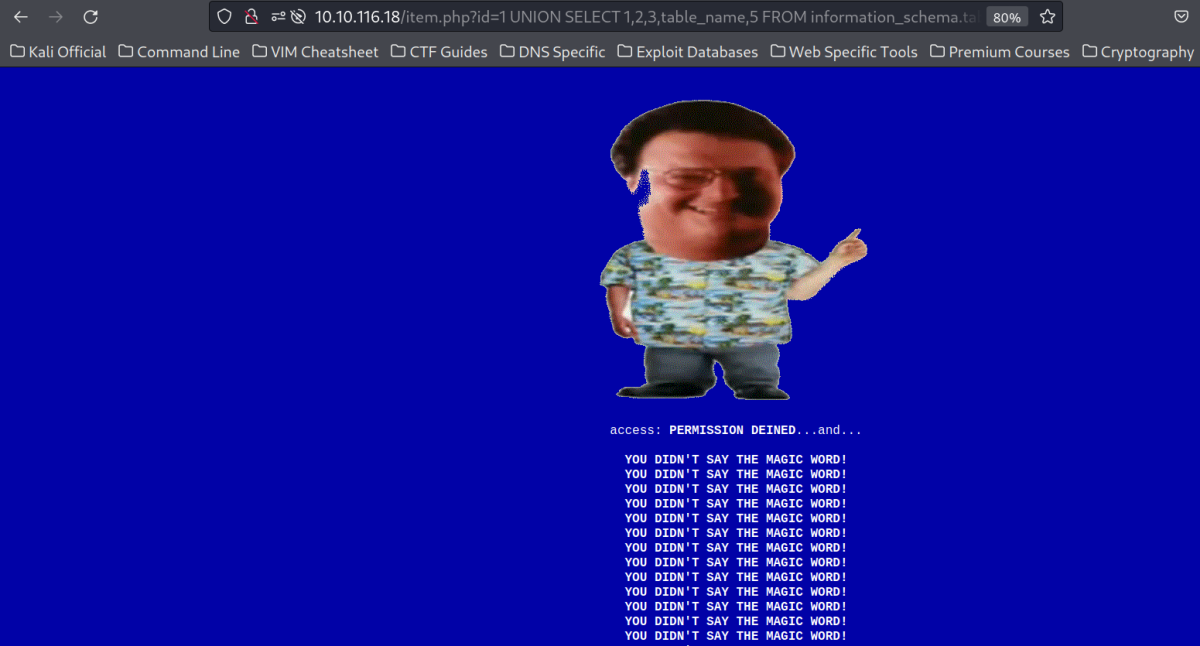 10.10.116.18/item.php?id=1 UNION SELECT 1,2,3,table_name,5 FROM information_schema.ta
80%
Kali Official Command Line VIM Cheatsheet CTF Guides DNS Specific Exploit Databases Web Specific Tools Premium Courses Cryptography
access: PERMISSION DEINED...and...
YOU DIDN'T SAY THE MAGIC WORD!
YOU DIDN'T SAY THE MAGIC WORD!
YOU DIDN'T SAY THE MAGIC WORD!
YOU DIDN'T SAY THE MAGIC WORD!
YOU DIDN'T SAY THE MAGIC WORD!
YOU DIDN'T SAY THE MAGIC WORD!
YOU DIDN'T SAY THE MAGIC WORD!
YOU DIDN'T SAY THE MAGIC WORD!
YOU DIDN'T SAY THE MAGIC WORD!
YOU DIDN'T SAY THE MAGIC WORD!
YOU DIDN'T SAY THE MAGIC WORD!
YOU DIDN'T SAY THE MAGIC WORD!
YOU DIDN'T SAY THE MAGIC WORD!